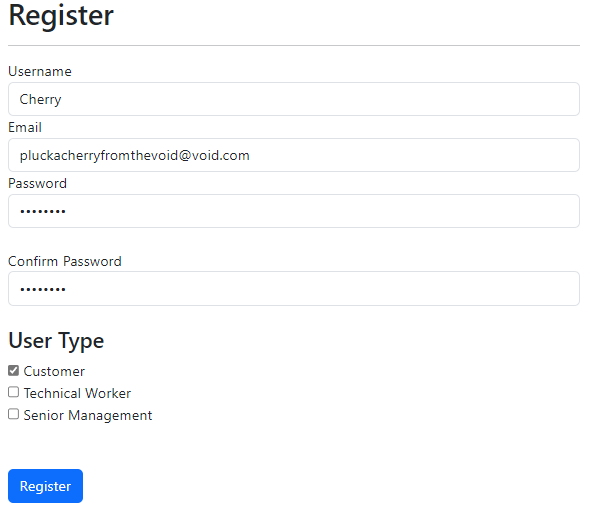 Register
Username
Cherry
Email
pluckacherryfromthevoid@void.com
Password
••••••••
Confirm Password
••••••••
User Type
Customer
Technical Worker
Senior Management
Register